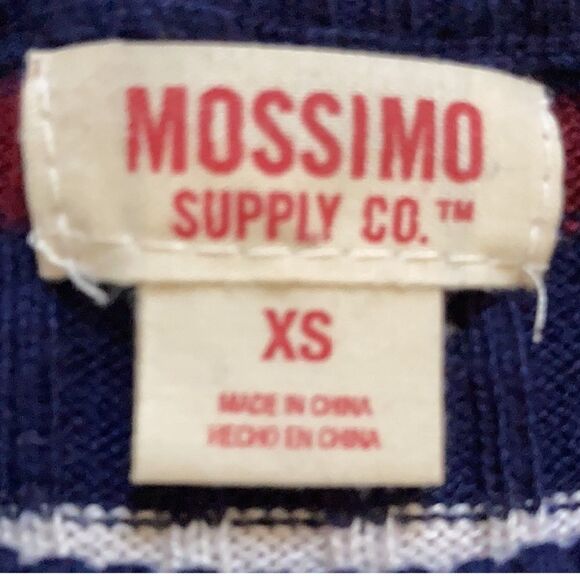 MOSSIMO
SUPPLY CO.™
XS
MADE IN CHINA
HECHO EN CHINA